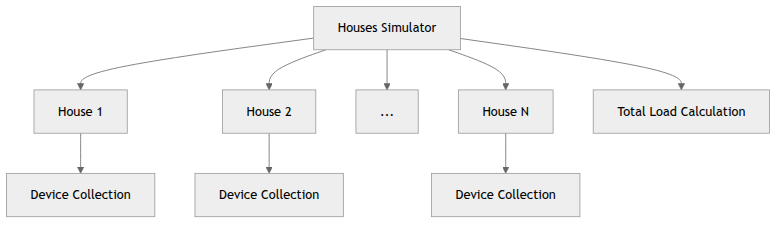 Houses Simulator
House 1
House 2
...
House N
Total Load Calculation
Device Collection
Device Collection
Device Collection